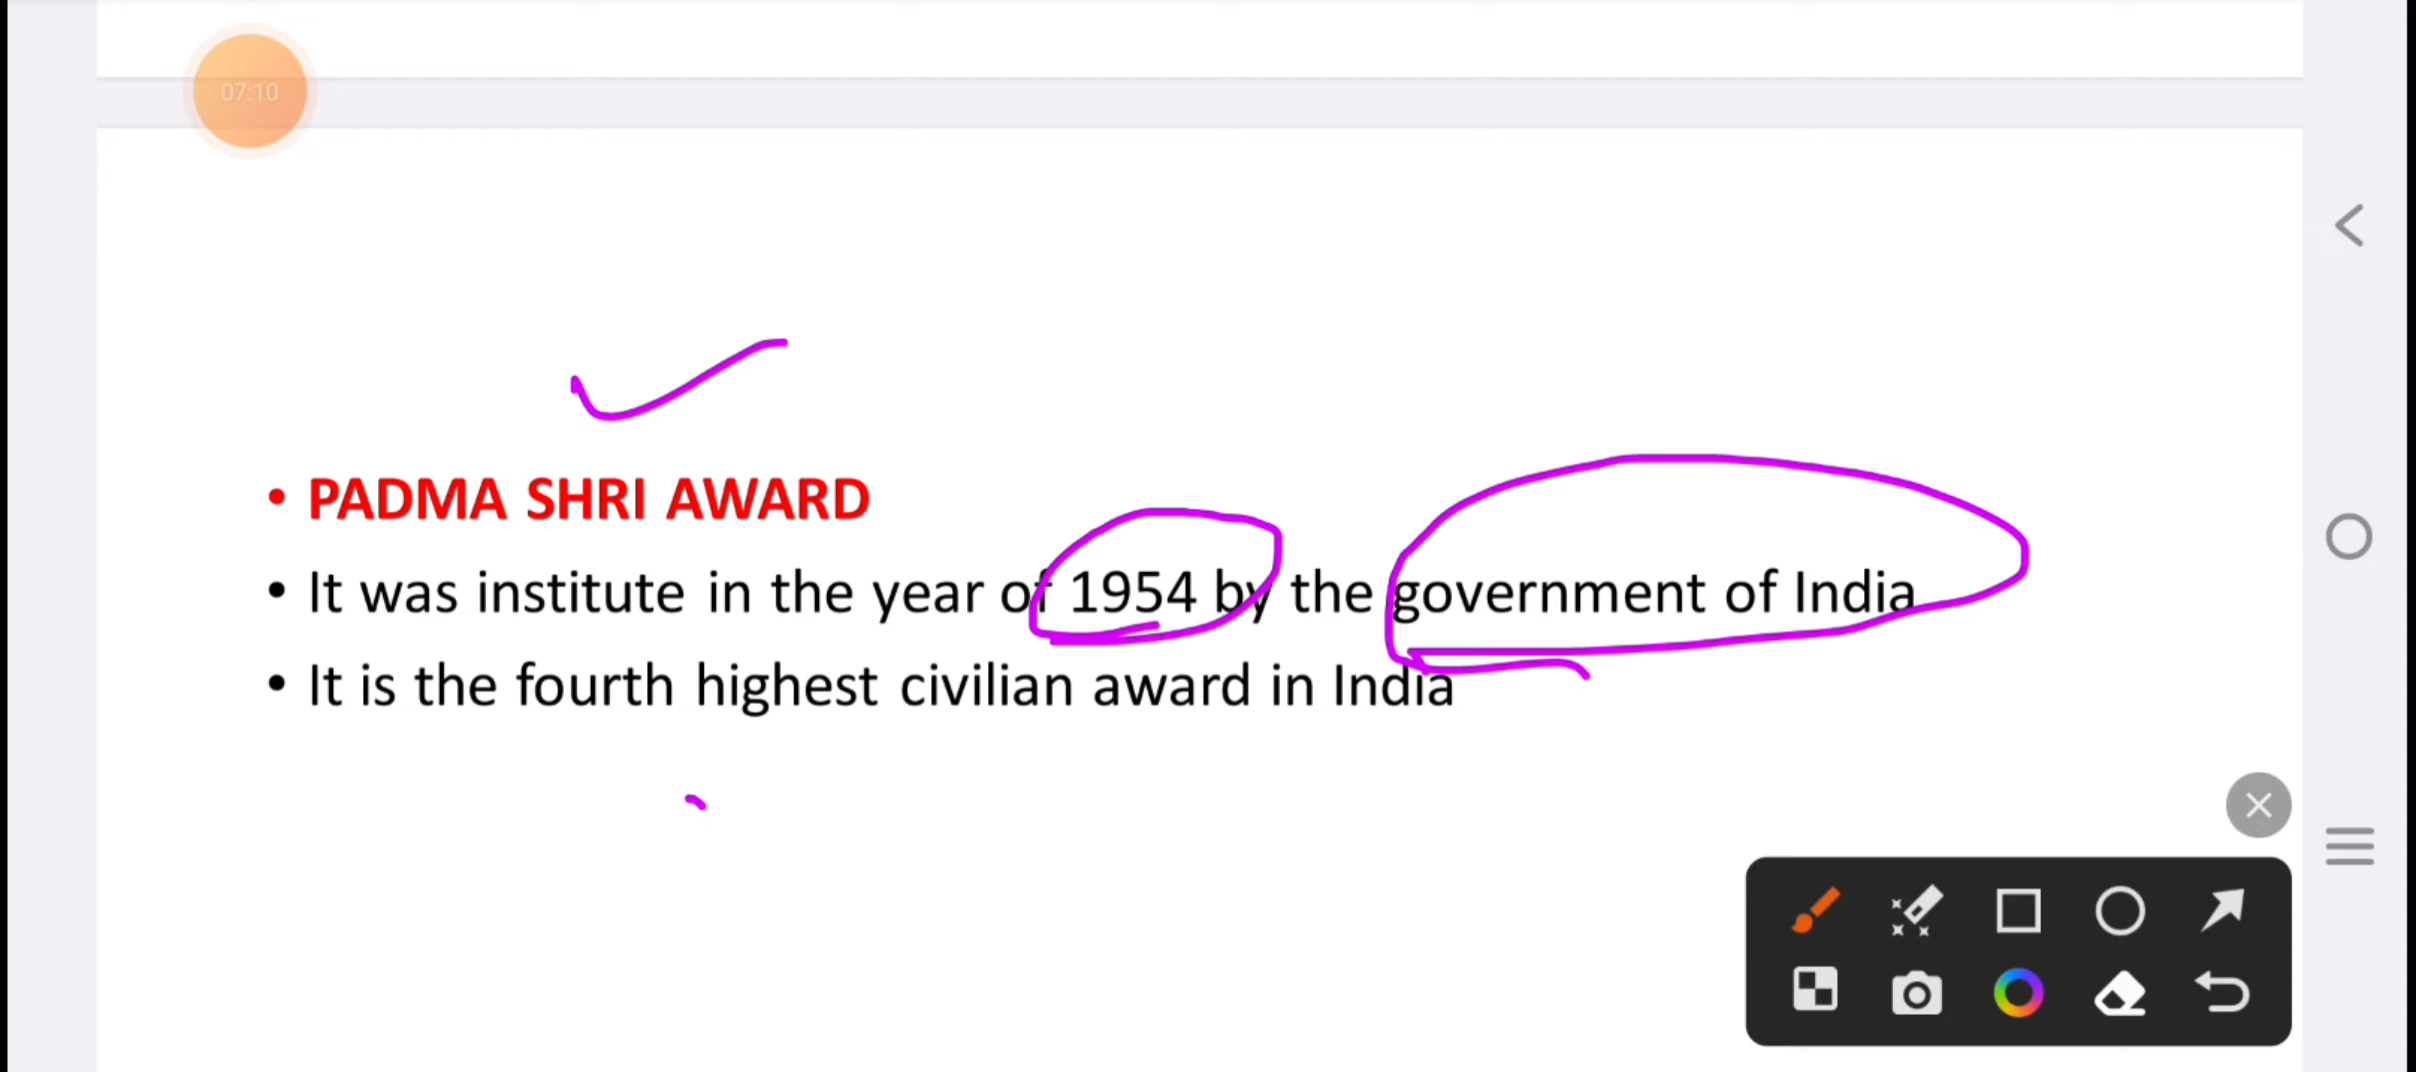 07:10
• PADMA SHRI AWARD
• It was institute in the year of 1954 by the government of India
• It is the fourth highest civilian award in India